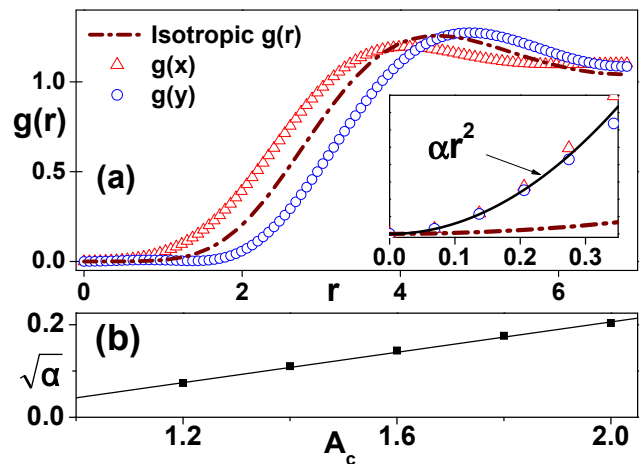 Isotropic g(r)
g(x)
g(y)
1.0
g(r)
0.5
0.0
(a)
αr²
0.0 0.1 0.2 0.3
0 2 4 6
r
(b)
0.2
√α
0.0
1.2 1.6 2.0
A_c